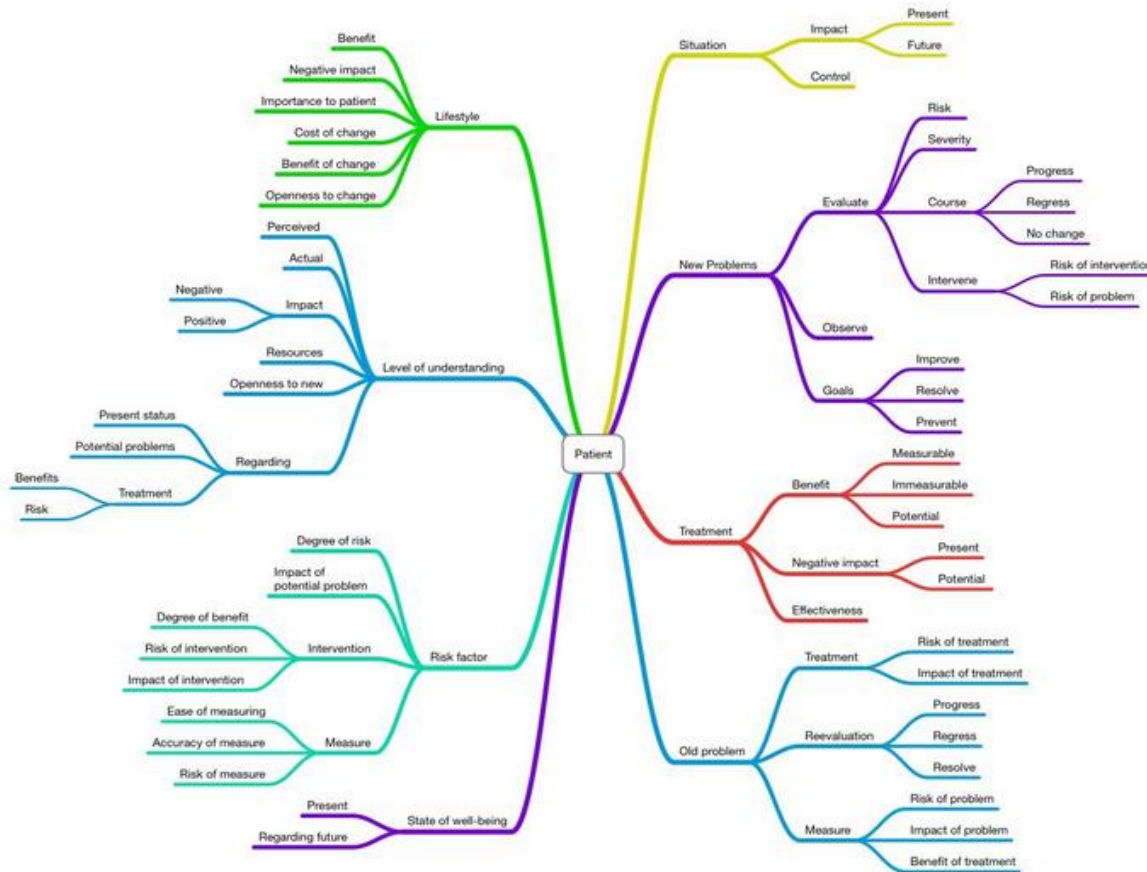 Patient
Situation
Impact
Present
Future
Control
New Problems
Evaluate
Risk
Severity
Course
Progress
Regress
No change
Intervene
Risk of intervention
Risk of problem
Observe
Goals
Improve
Resolve
Prevent
Treatment
Benefit
Measurable
Immeasurable
Potential
Negative impact
Present
Potential
Effectiveness
Old problem
Treatment
Risk of treatment
Impact of treatment
Reevaluation
Progress
Regress
Resolve
Measure
Risk of problem
Impact of problem
Benefit of treatment
Lifestyle
Benefit
Negative impact
Importance to patient
Cost of change
Benefit of change
Openness to change
Level of understanding
Perceived
Actual
Impact
Negative
Positive
Resources
Openness to new
Regarding
Present status
Potential problems
Treatment
Benefits
Risk
Risk factor
Degree of risk
Impact of
potential problem
Intervention
Degree of benefit
Risk of intervention
Impact of intervention
Measure
Ease of measuring
Accuracy of measure
Risk of measure
State of well-being
Present
Regarding future